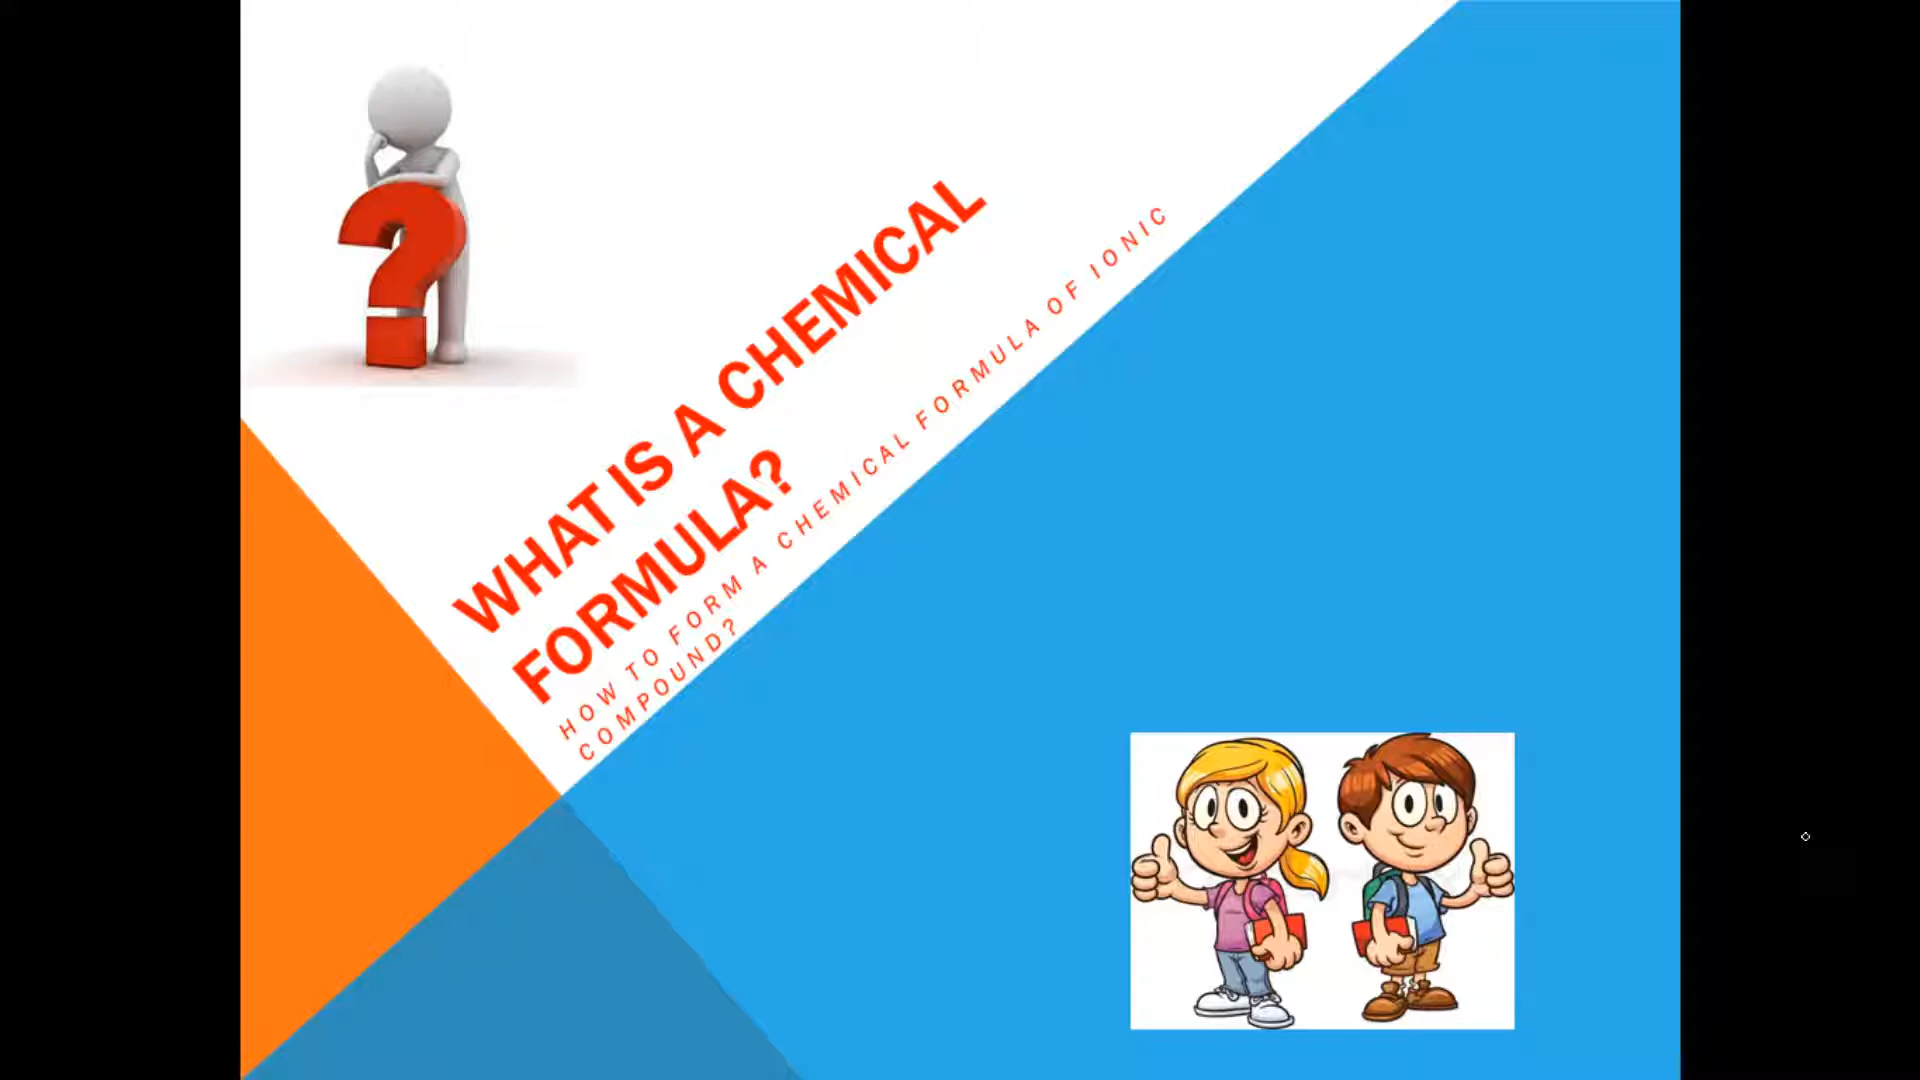 WHAT IS A CHEMICAL
FORMULA?
HOW TO FORM A CHEMICAL FORMULA OF IONIC
COMPOUND?